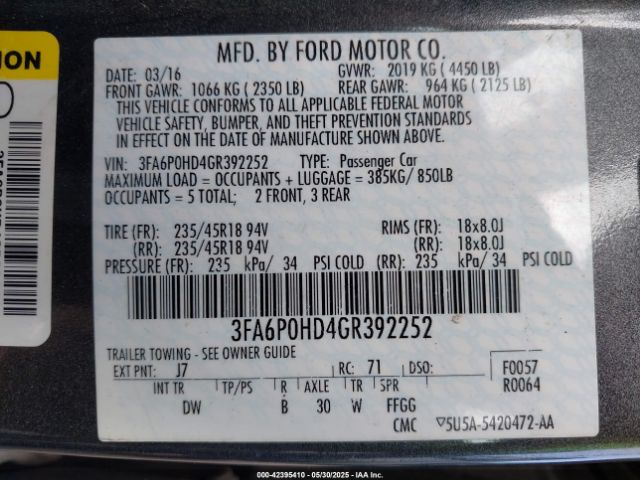 NION
MFD. BY FORD MOTOR CO.
DATE: 03/16 GVWR: 2019 KG ( 4450 LB)
FRONT GAWR: 1066 KG ( 2350 LB) REAR GAWR: 964 KG ( 2125 LB)
THIS VEHICLE CONFORMS TO ALL APPLICABLE FEDERAL MOTOR
VEHICLE SAFETY, BUMPER, AND THEFT PREVENTION STANDARDS
IN EFFECT ON THE DATE OF MANUFACTURE SHOWN ABOVE.
VIN: 3FA6P0HD4GR392252 TYPE: Passenger Car
MAXIMUM LOAD = OCCUPANTS + LUGGAGE = 385KG/ 850LB
OCCUPANTS = 5 TOTAL; 2 FRONT, 3 REAR
TIRE (FR): 235/45R18 94V RIMS (FR): 18x8.0J
(RR): 235/45R18 94V (RR): 18x8.0J
PRESSURE (FR): 235 kPa/ 34 PSI COLD (RR): 235 kPa/ 34 PSI COLD
3FA6P0HD4GR392252
TRAILER TOWING - SEE OWNER GUIDE
EXT PNT: J7 RC: 71 DSO: F0057
R0064
INT TR TP/PS R AXLE TR SPR
DW B 30 W FFGG
CMC ▽5U5A-5420472-AA
000-42395410 - 05/30/2025 - IAAI.COM